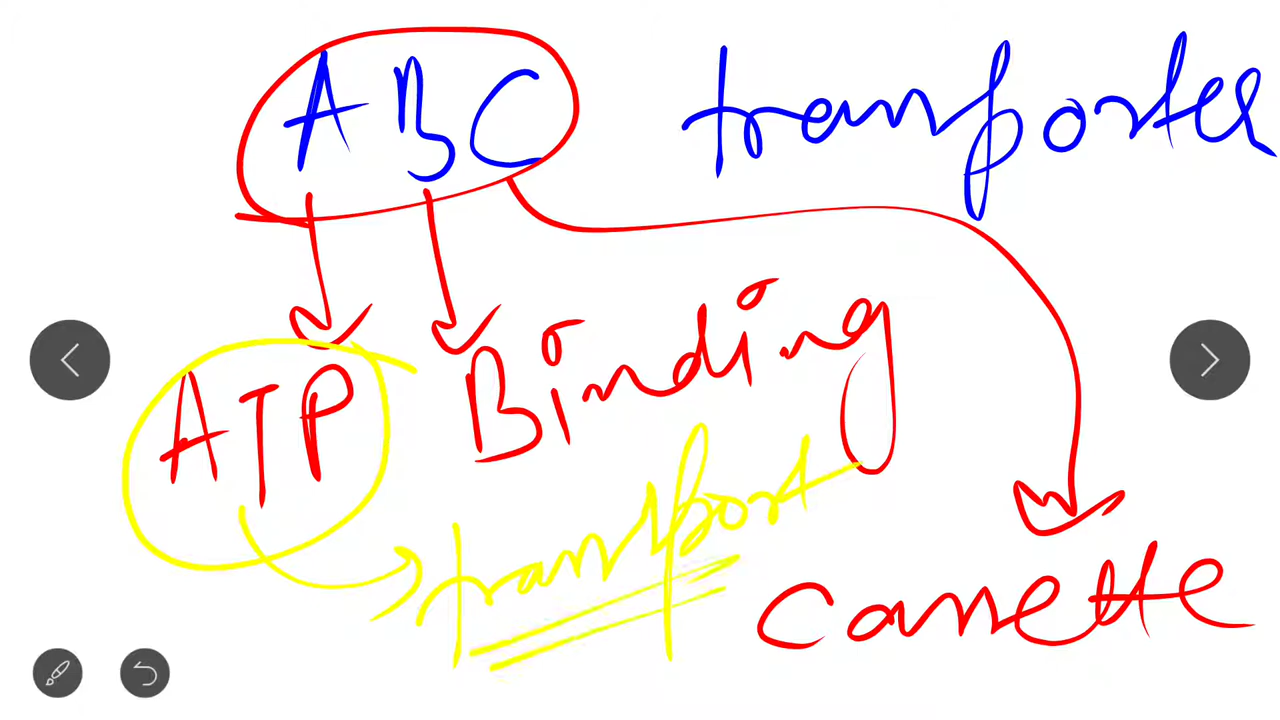 ABC transporter
ATP Binding
transport
Cassette